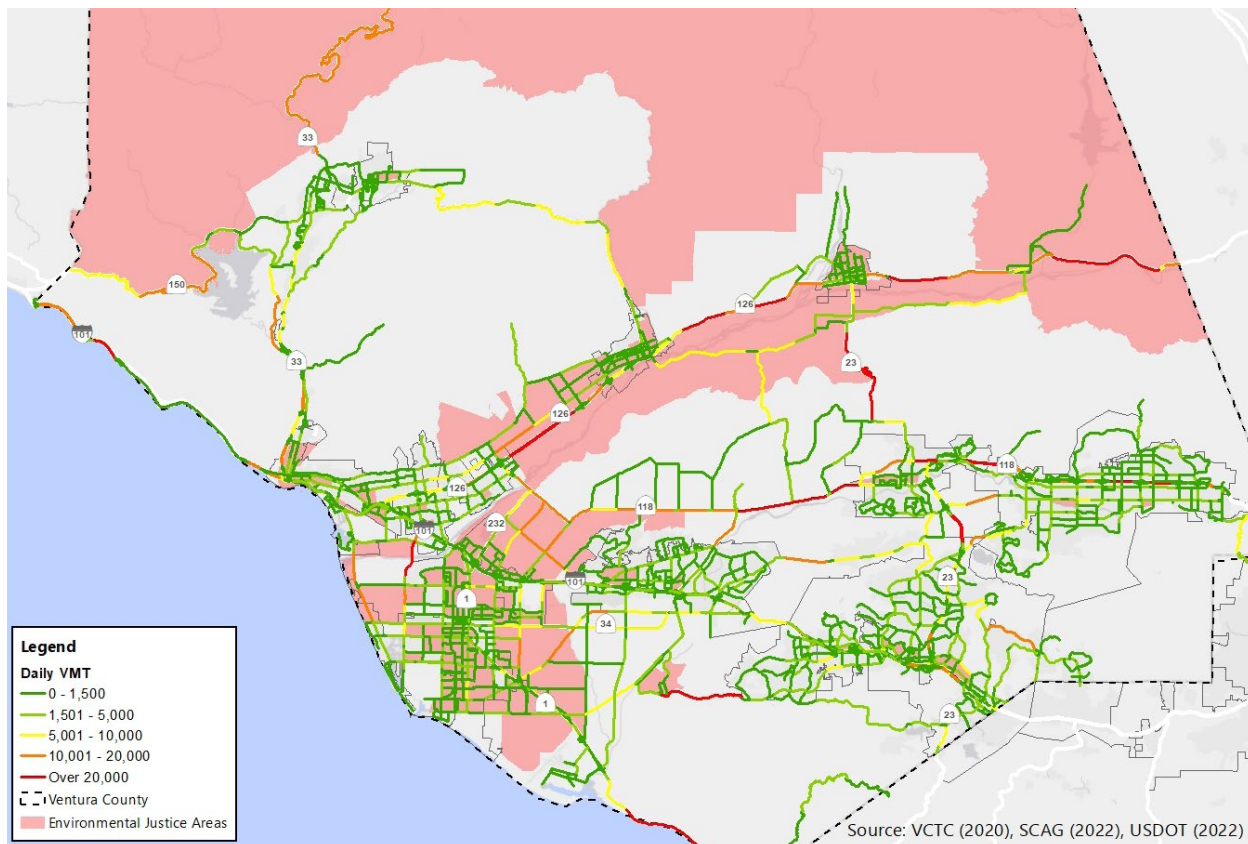 33
150
101
33
126
126
23
126
118
118
101
232
101
1
34
23
1
23
Legend
Daily VMT
0 - 1,500
1,501 - 5,000
5,001 - 10,000
10,001 - 20,000
Over 20,000
Ventura County
Environmental Justice Areas
Source: VCTC (2020), SCAG (2022), USDOT (2022)